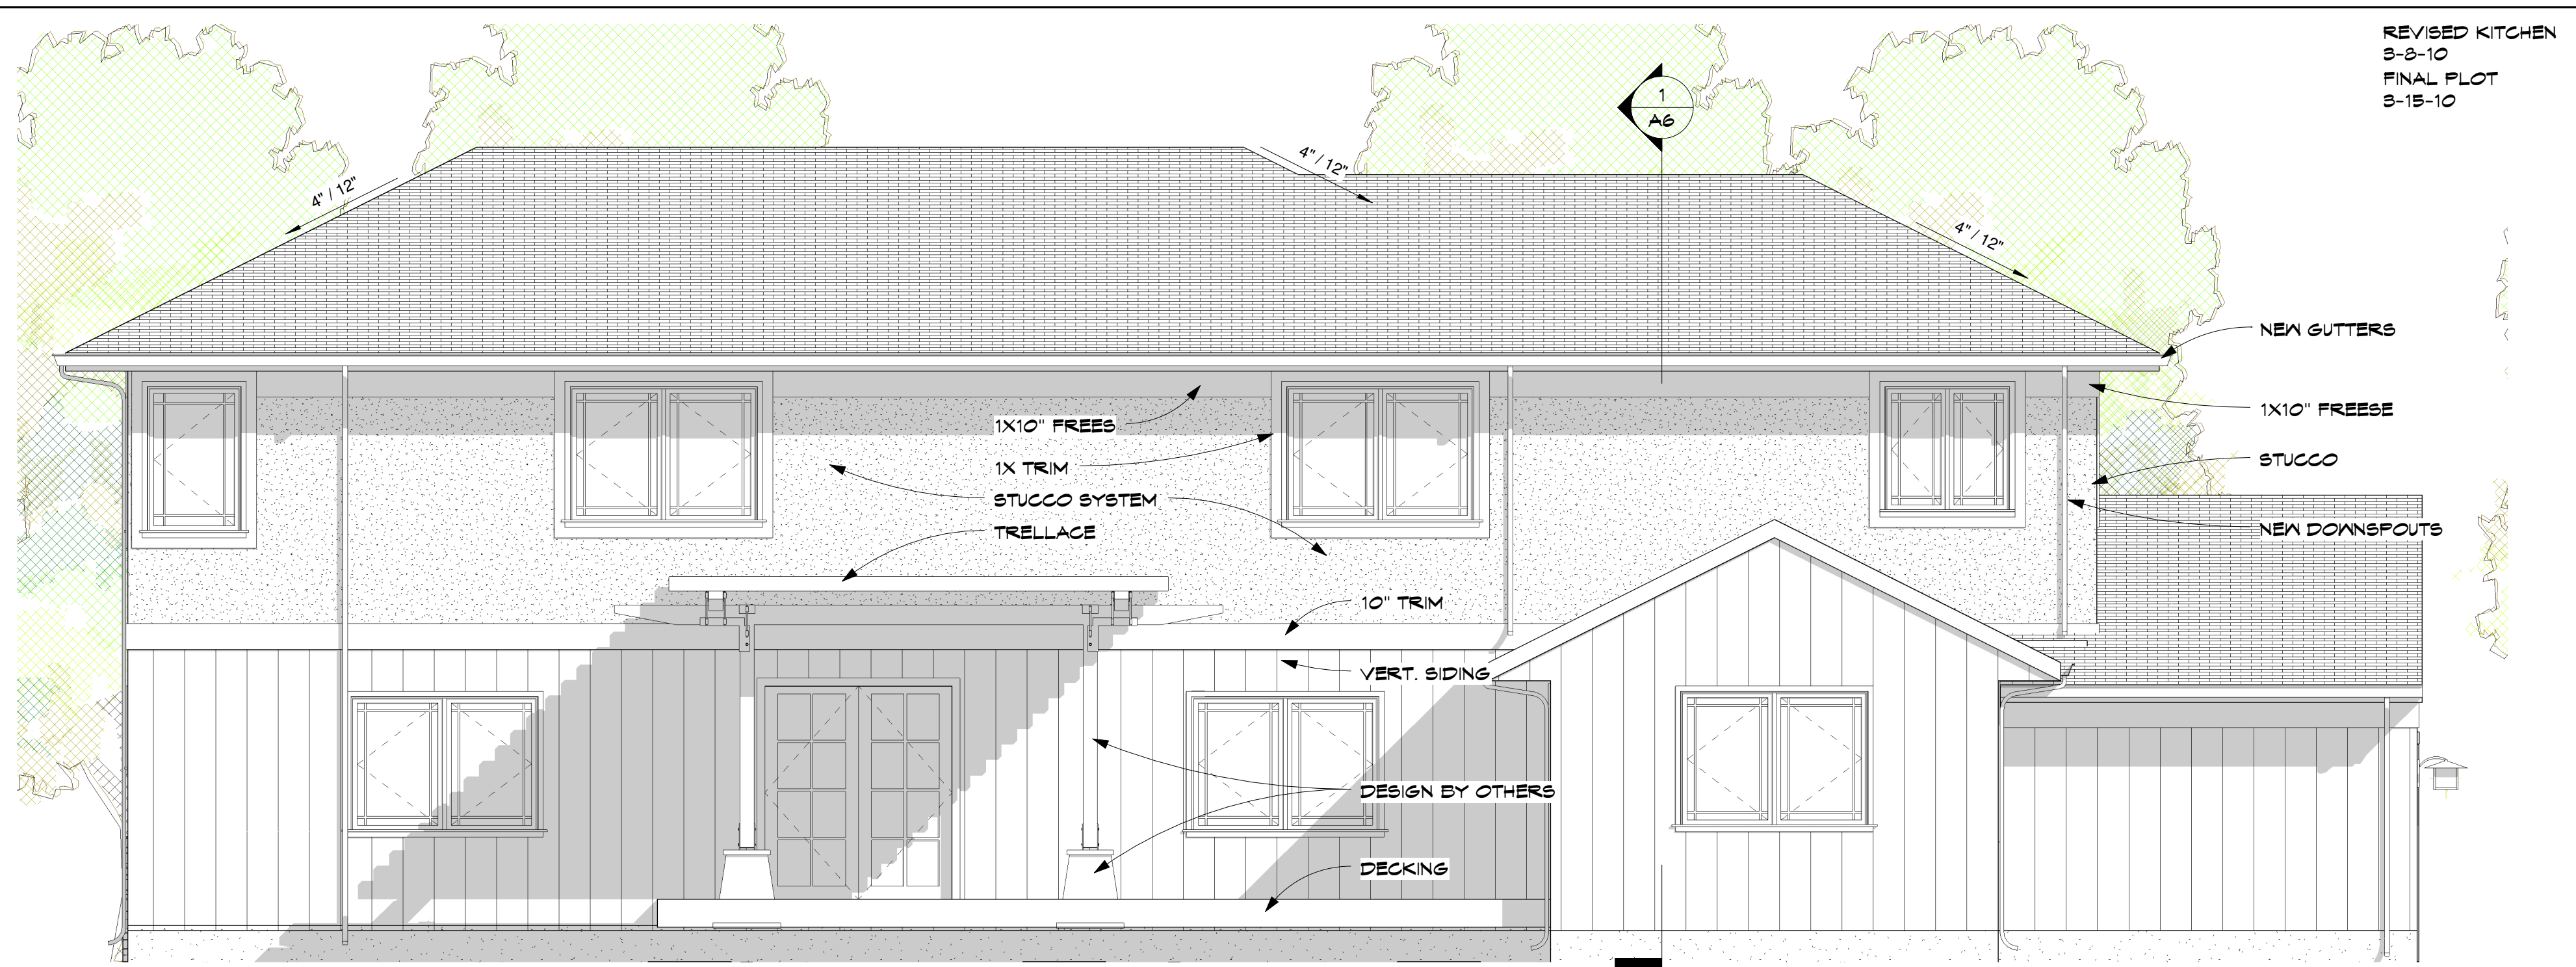 REVISED KITCHEN
3-8-10
FINAL PLOT
3-15-10
1
A6
4" / 12"
4" / 12"
4" / 12"
NEW GUTTERS
1X10" FREESE
STUCCO
NEW DOWNSPOUTS
1X10" FREES
1X TRIM
STUCCO SYSTEM
TRELLACE
10" TRIM
VERT. SIDING
DESIGN BY OTHERS
DECKING